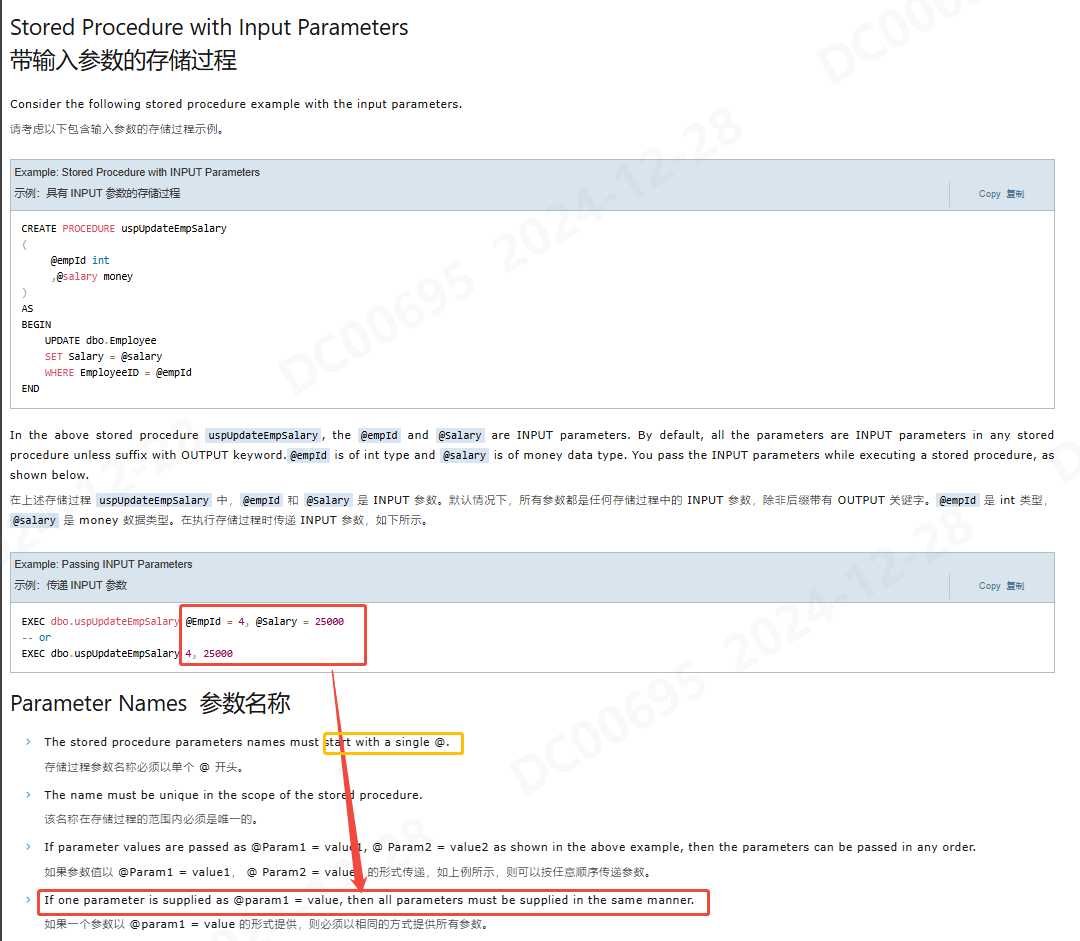 Stored Procedure with Input Parameters
带输入参数的存储过程
Consider the following stored procedure example with the input parameters.
请考虑以下包含输入参数的存储过程示例。
Example: Stored Procedure with INPUT Parameters
示例：具有 INPUT 参数的存储过程
Copy 复制
CREATE PROCEDURE uspUpdateEmpSalary
(
@empId int
,@salary money
)
AS
BEGIN
UPDATE dbo.Employee
SET Salary = @salary
WHERE EmployeeID = @empId
END
In the above stored procedure uspUpdateEmpSalary, the @empId and @Salary are INPUT parameters. By default, all the parameters are INPUT parameters in any stored
procedure unless suffix with OUTPUT keyword. @empId is of int type and @salary is of money data type. You pass the INPUT parameters while executing a stored procedure, as
shown below.
在上述存储过程 uspUpdateEmpSalary 中，@empId 和 @Salary 是 INPUT 参数。默认情况下，所有参数都是任何存储过程中的 INPUT 参数，除非后缀带有 OUTPUT 关键字。@empId 是 int 类型，
@salary 是 money 数据类型。在执行存储过程时传递 INPUT 参数，如下所示。
Example: Passing INPUT Parameters
示例：传递 INPUT 参数
Copy 复制
EXEC dbo.uspUpdateEmpSalary @EmpId = 4, @Salary = 25000
-- or
EXEC dbo.uspUpdateEmpSalary 4, 25000
Parameter Names 参数名称
The stored procedure parameters names must start with a single @.
存储过程参数名称必须以单个 @ 开头。
The name must be unique in the scope of the stored procedure.
该名称在存储过程的范围内必须是唯一的。
If parameter values are passed as @Param1 = value1, @ Param2 = value2 as shown in the above example, then the parameters can be passed in any order.
如果参数值以 @Param1 = value1， @ Param2 = value 的形式传递，如上例所示，则可以按任意顺序传递参数。
If one parameter is supplied as @param1 = value, then all parameters must be supplied in the same manner.
如果一个参数以 @param1 = value 的形式提供，则必须以相同的方式提供所有参数。
DC00695 2024-12-28
DC00695 2024-12-28